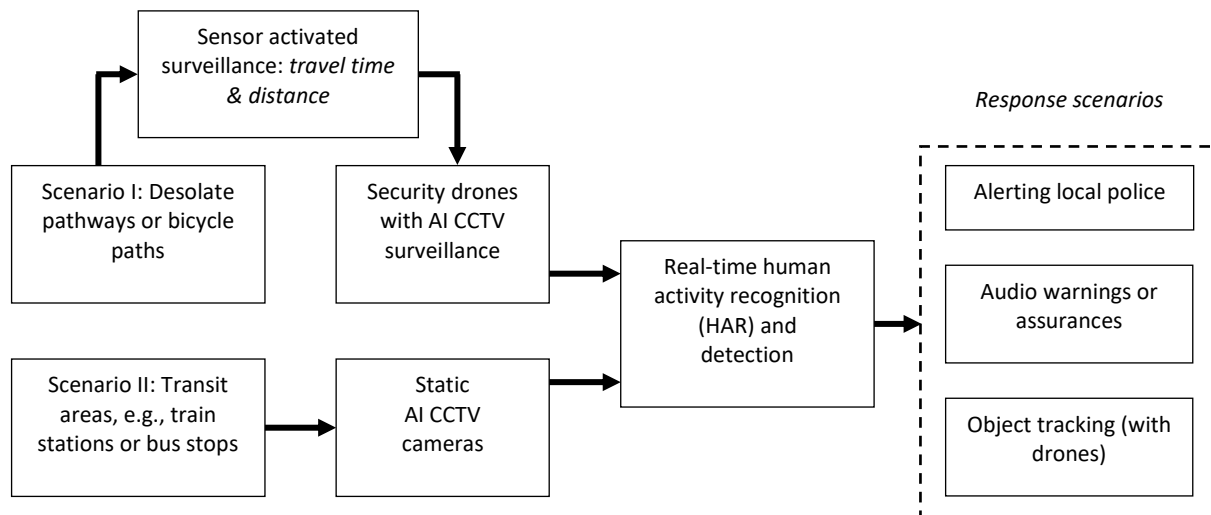 Sensor activated
surveillance: travel time
& distance
Response scenarios
Scenario I: Desolate
pathways or bicycle
paths
Security drones
with AI CCTV
surveillance
Real-time human
activity recognition
(HAR) and
detection
Alerting local police
Audio warnings or
assurances
Scenario II: Transit
areas, e.g., train
stations or bus stops
Static
AI CCTV
cameras
Object tracking (with
drones)